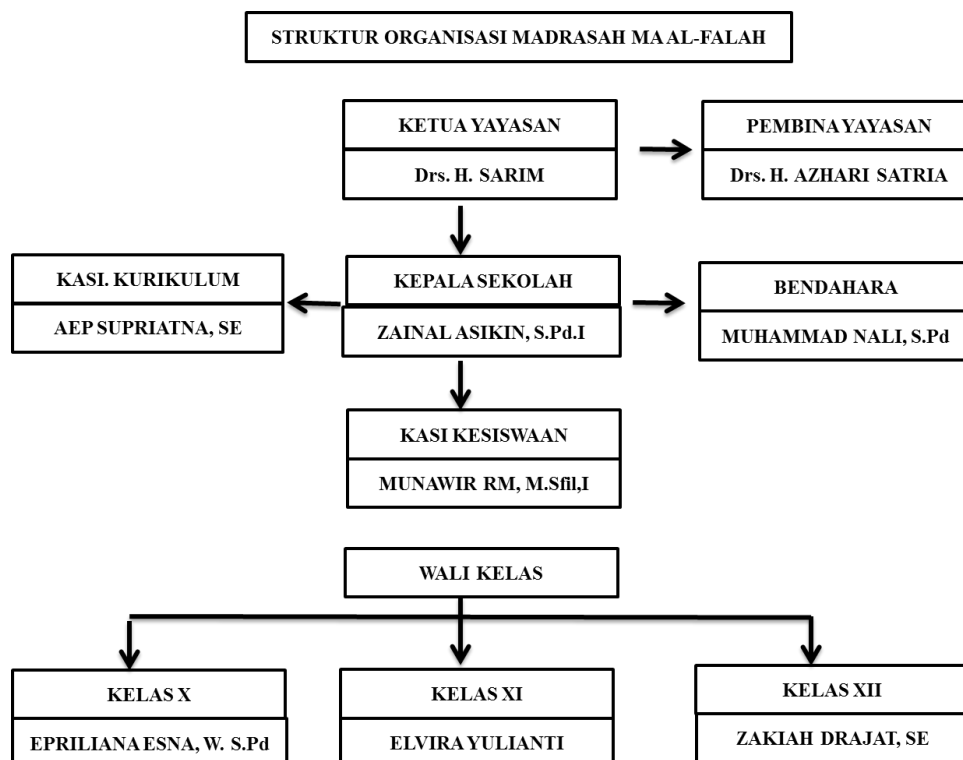 STRUKTUR ORGANISASI MADRASAH MA AL-FALAH
KETUA YAYASAN
Drs. H. SARIM
PEMBINA YAYASAN
Drs. H. AZHARI SATRIA
KASI. KURIKULUM
AEP SUPRIATNA, SE
KEPALA SEKOLAH
ZAINAL ASIKIN, S.Pd.I
BENDAHARA
MUHAMMAD NALI, S.Pd
KASI KESISWAAN
MUNAWIR RM, M.Sfil,I
WALI KELAS
KELAS X
EPRILIANA ESNA, W. S.Pd
KELAS XI
ELVIRA YULIANTI
KELAS XII
ZAKIAH DRAJAT, SE